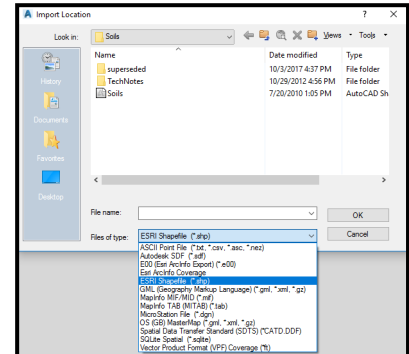 Import Location
? X
Look in: Soils Views Tools
Name Date modified Type
superseded 10/3/2017 4:37 PM File folder
TechNotes 10/29/2012 4:56 PM File folder
Soils 7/20/2010 1:05 PM AutoCAD Sh
History
Documents
Favorites
Desktop
File name: OK
Files of type: ESRI Shapefile (*.shp) Cancel
ASCII Point File (*.txt, *.csv, *.asc, *.nez)
Autodesk SDF (*.sdf)
E00 (Esri ArcInfo Export) (*.e00)
Esri ArcInfo Coverage
ESRI Shapefile (*.shp)
GML (Geography Markup Language) (*.gml, *.xml, *.gz)
MapInfo MIF/MID (*.mif)
MapInfo TAB (MITAB) (*.tab)
MicroStation File (*.dgn)
OS (GB) MasterMap (*.gml, *.xml, *.gz)
Spatial Data Transfer Standard (SDTS) (*CATD.DDF)
SQLite Spatial (*.sqlite)
Vector Product Format (VPF) Coverage (*ft)